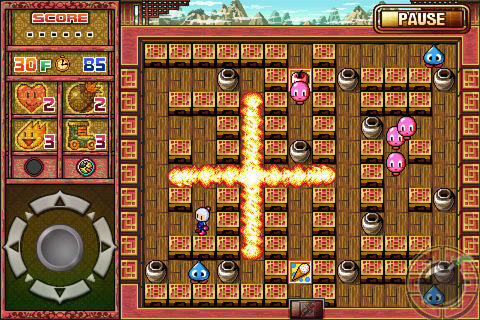 SCORE
------
PAUSE
30F 85
2 2
3 3